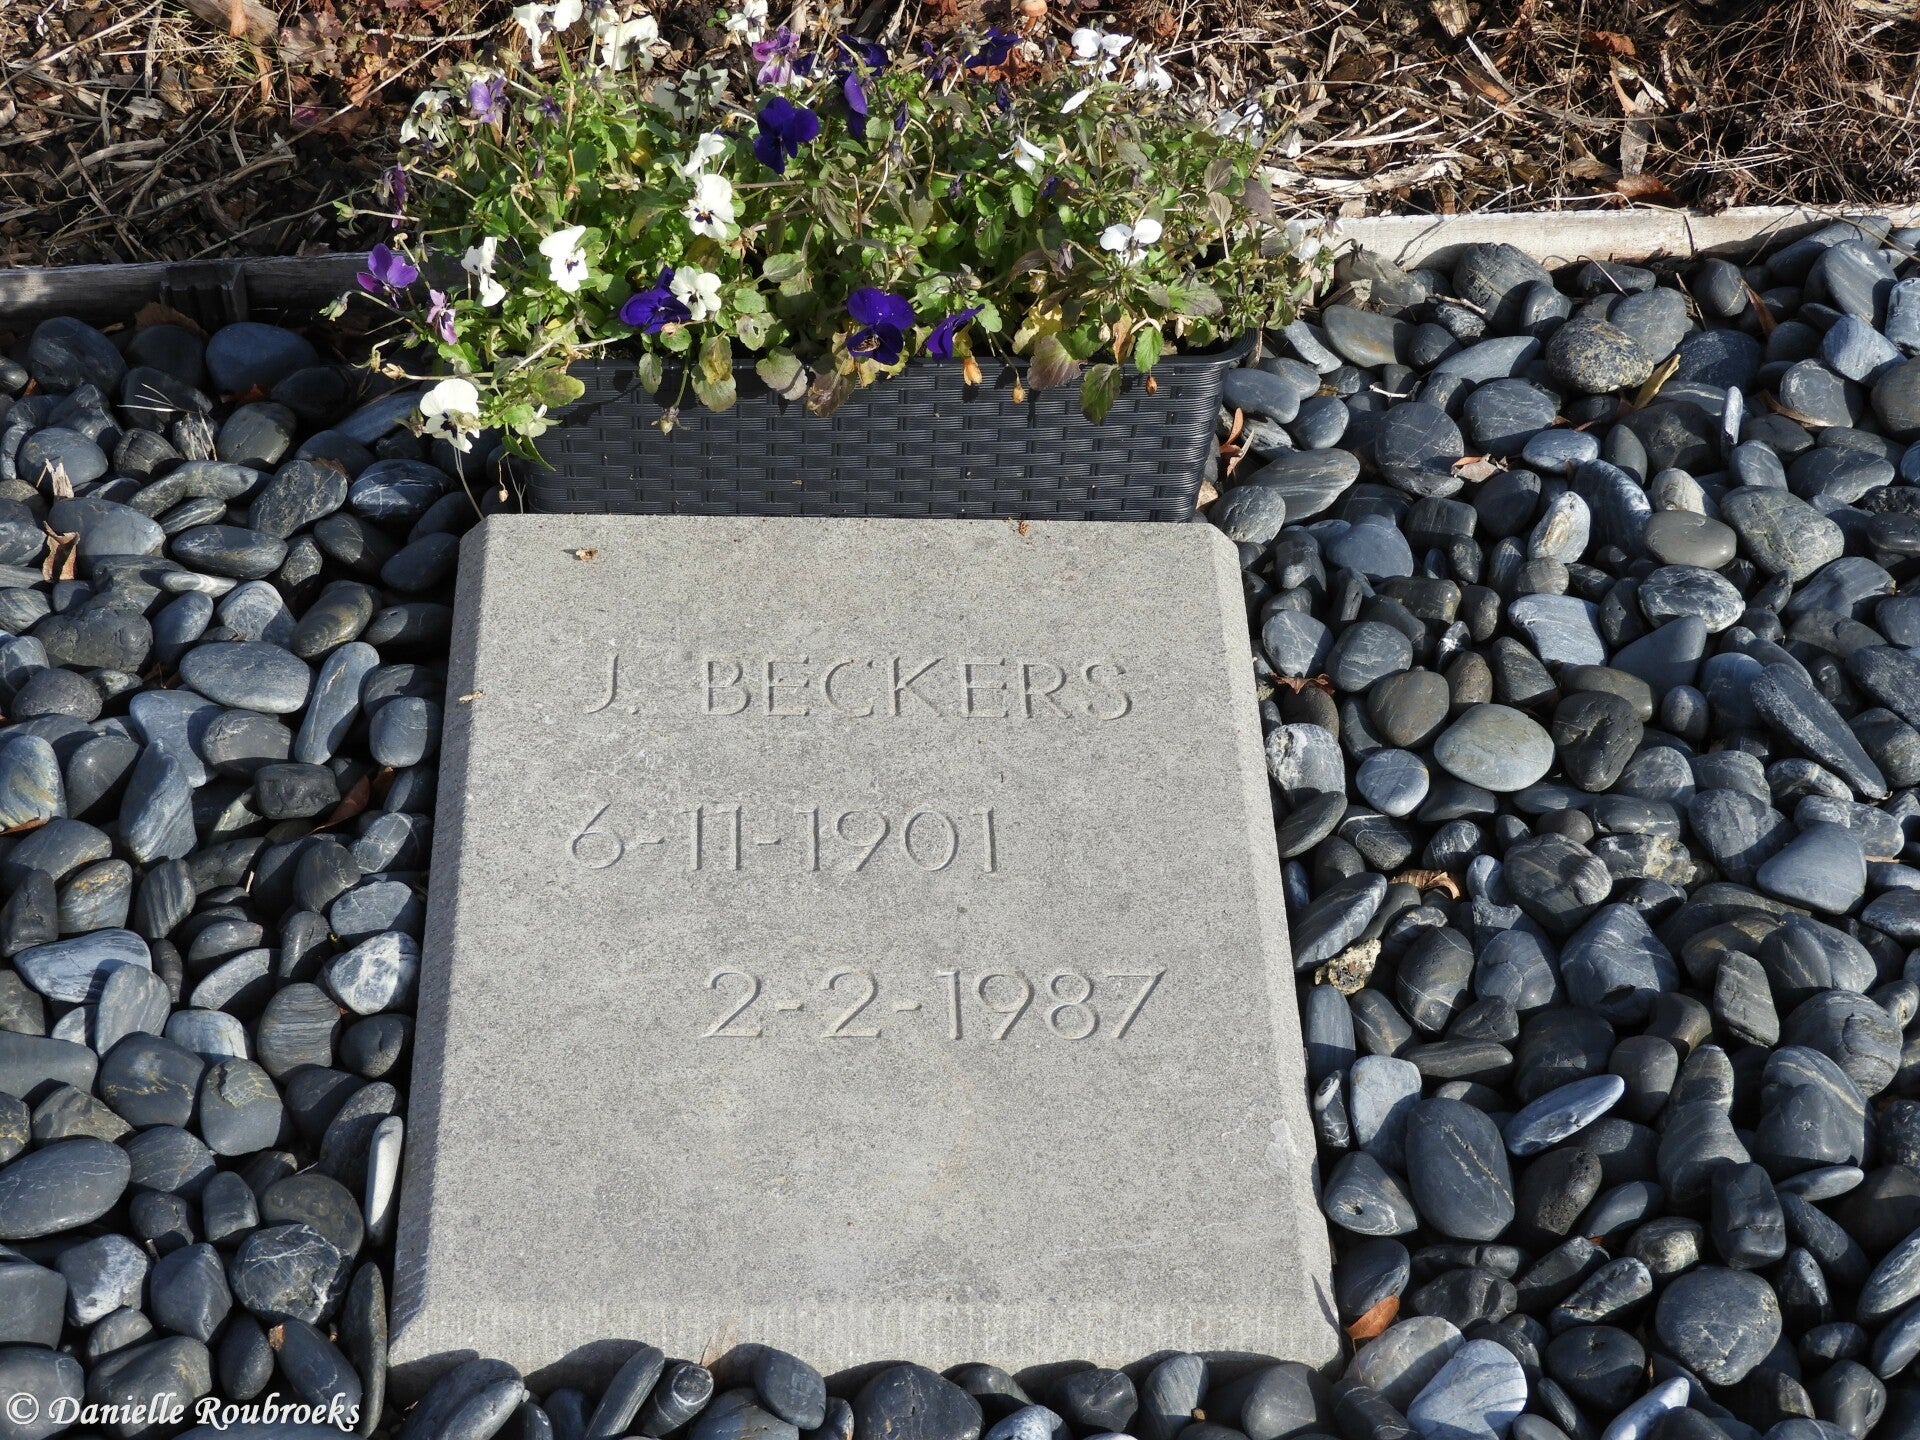 J. BECKERS
6-11-1901
2-2-1987
© Danielle Roubroeks